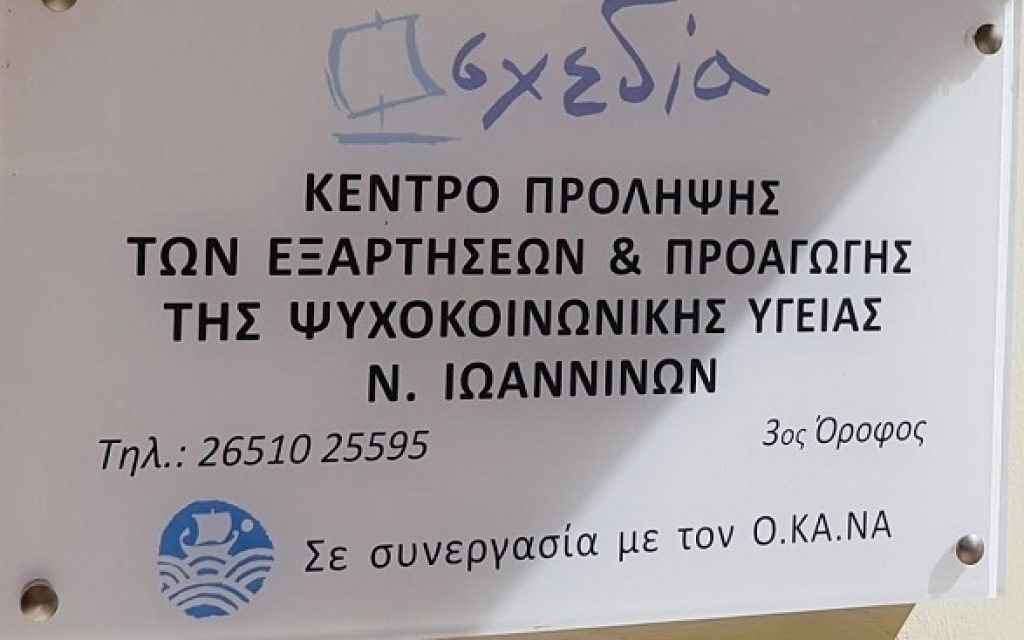 σχεδία
ΚΕΝΤΡΟ ΠΡΟΛΗΨΗΣ
ΤΩΝ ΕΞΑΡΤΗΣΕΩΝ & ΠΡΟΑΓΩΓΗΣ
ΤΗΣ ΨΥΧΟΚΟΙΝΩΝΙΚΗΣ ΥΓΕΙΑΣ
Ν. ΙΩΑΝΝΙΝΩΝ
Τηλ.: 26510 25595 3ος Όροφος
Σε συνεργασία με τον Ο.ΚΑ.ΝΑ